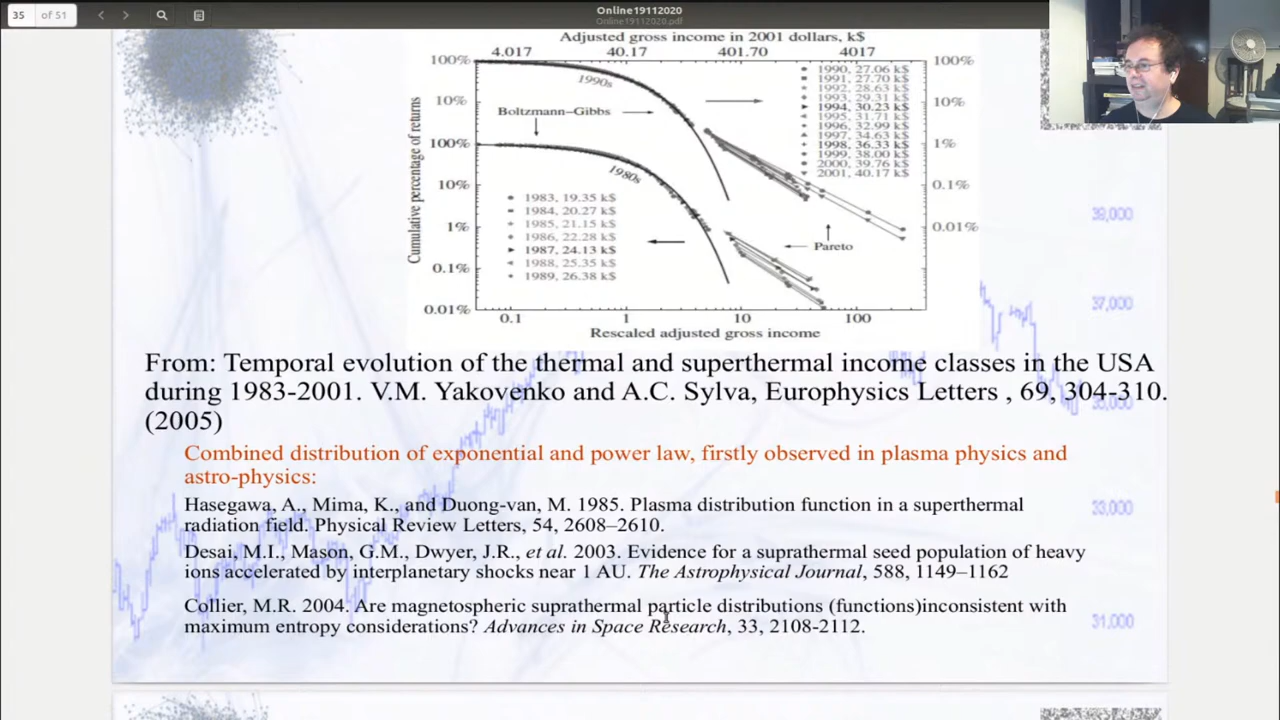 35 of 51
Online19112020
Online19112020.pdf
Adjusted gross income in 2001 dollars, k$
4.017 40.17 401.70 4017
100%
10%
100%
10%
1%
0.1%
0.01%
Cumulative percentage of returns
1990s
Boltzmann–Gibbs
1980s
1990, 27.06 k$
1991, 27.70 k$
1992, 28.63 k$
1993, 29.31 k$
1994, 30.23 k$
1995, 31.71 k$
1996, 32.99 k$
1997, 34.63 k$
1998, 36.33 k$
1999, 38.00 k$
2000, 39.76 k$
2001, 40.17 k$
100%
10%
1%
0.1%
0.01%
1983, 19.35 k$
1984, 20.27 k$
1985, 21.15 k$
1986, 22.28 k$
1987, 24.13 k$
1988, 25.35 k$
1989, 26.38 k$
Pareto
0.1 1 10 100
Rescaled adjusted gross income
38,000
37,000
33,000
31,000
From: Temporal evolution of the thermal and superthermal income classes in the USA
during 1983-2001. V.M. Yakovenko and A.C. Sylva, Europhysics Letters , 69, 304-310.
(2005)
Combined distribution of exponential and power law, firstly observed in plasma physics and
astro-physics:
Hasegawa, A., Mima, K., and Duong-van, M. 1985. Plasma distribution function in a superthermal
radiation field. Physical Review Letters, 54, 2608–2610.
Desai, M.I., Mason, G.M., Dwyer, J.R., et al. 2003. Evidence for a suprathermal seed population of heavy
ions accelerated by interplanetary shocks near 1 AU. The Astrophysical Journal, 588, 1149–1162
Collier, M.R. 2004. Are magnetospheric suprathermal particle distributions (functions)inconsistent with
maximum entropy considerations? Advances in Space Research, 33, 2108-2112.